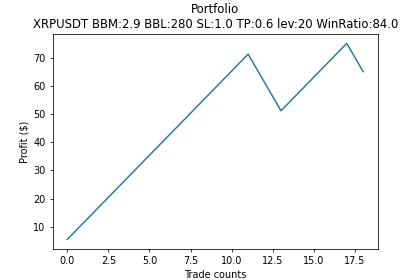 Portfolio
XRPUSDT BBM:2.9 BBL:280 SL:1.0 TP:0.6 lev:20 WinRatio:84.0
70
60
50
40
30
20
10
Profit ($)
0.0 2.5 5.0 7.5 10.0 12.5 15.0 17.5
Trade counts